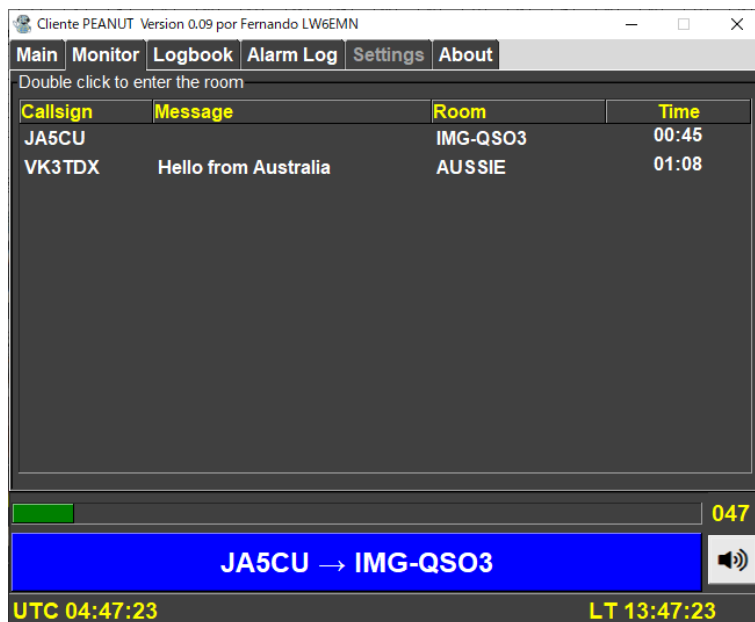 Cliente PEANUT Version 0.09 por Fernando LW6EMN
Main Monitor Logbook Alarm Log Settings About
Double click to enter the room
Callsign Message Room Time
JA5CU IMG-QSO3 00:45
VK3TDX Hello from Australia AUSSIE 01:08
047
JA5CU → IMG-QSO3
UTC 04:47:23 LT 13:47:23